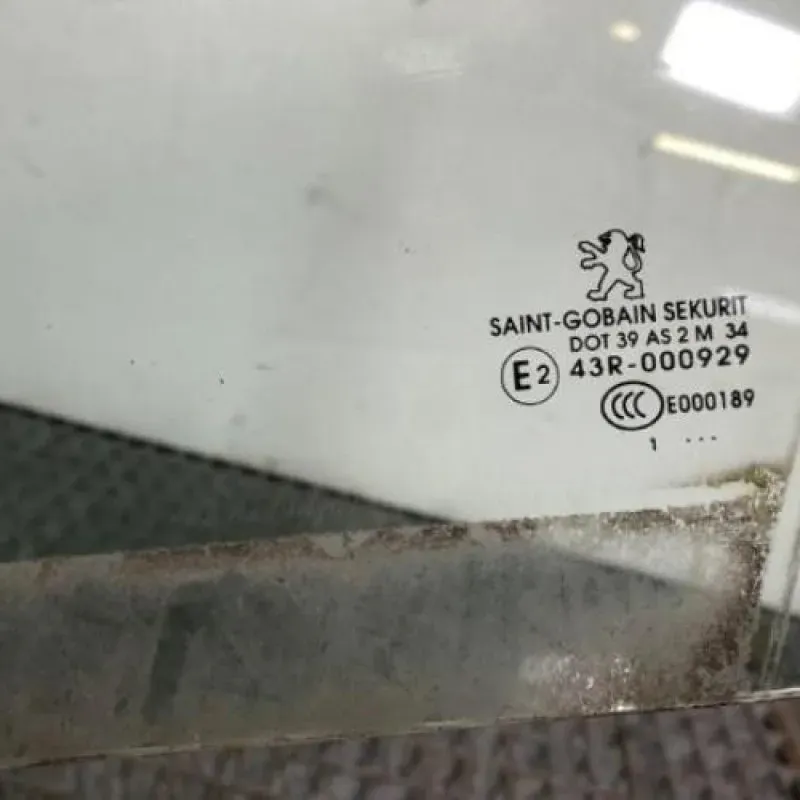 SAINT-GOBAIN SEKURIT
DOT 39 AS 2 M 34
E2 43R-000929
CCC E000189
1 ...